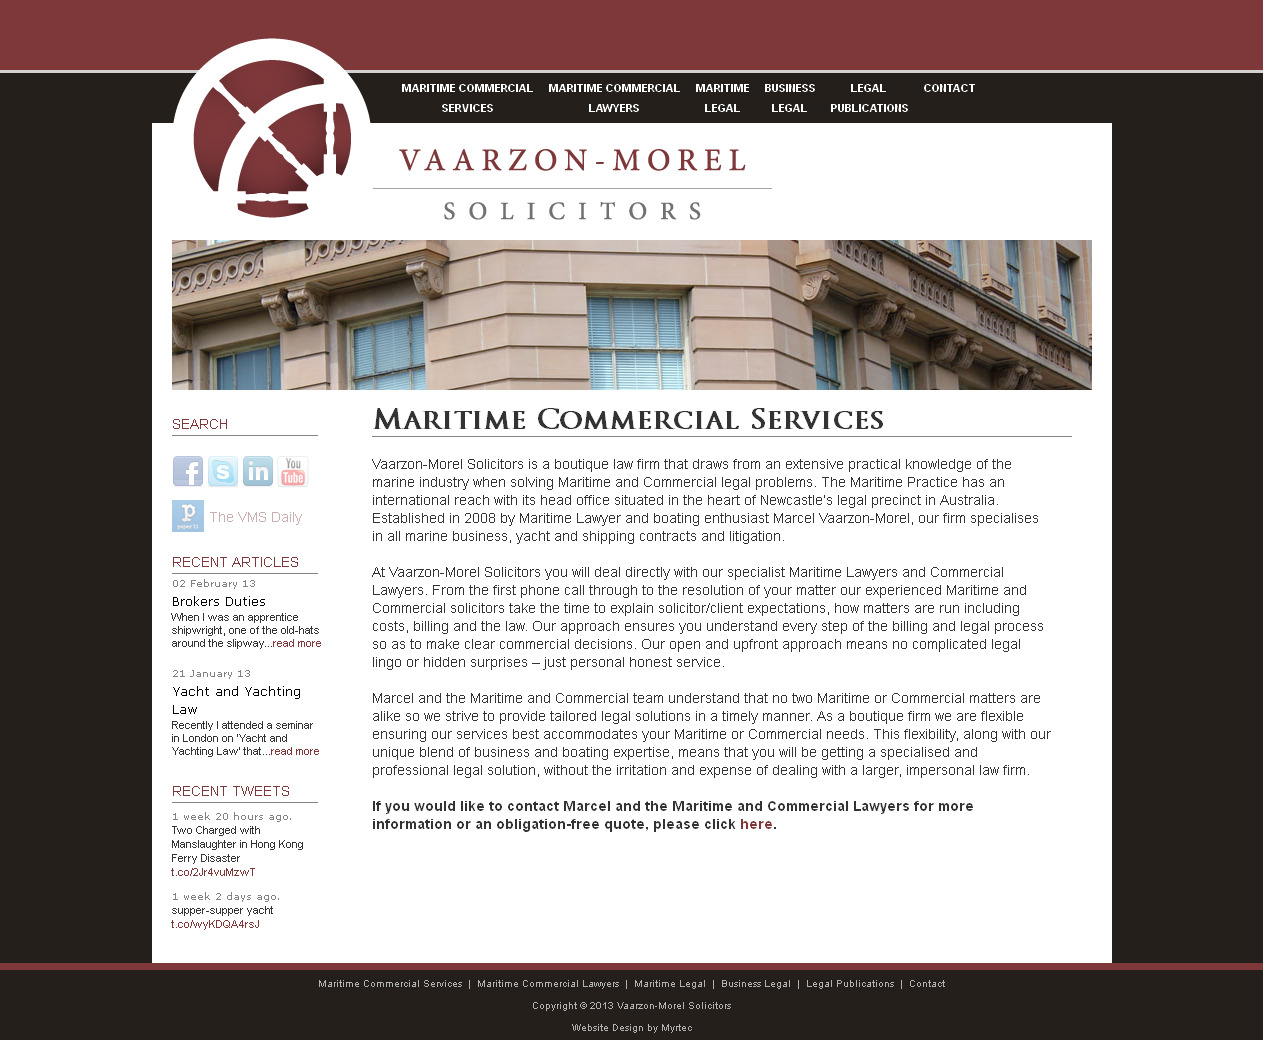 MARITIME COMMERCIAL SERVICES
MARITIME COMMERCIAL LAWYERS
MARITIME LEGAL
BUSINESS LEGAL
LEGAL PUBLICATIONS
CONTACT
VAARZON-MOREL
SOLICITORS
SEARCH
You Tube
paper.li
The VMS Daily
RECENT ARTICLES
02 February 13
Brokers Duties
When I was an apprentice
shipwright, one of the old-hats
around the slipway...read more
21 January 13
Yacht and Yachting
Law
Recently I attended a seminar
in London on 'Yacht and
Yachting Law' that...read more
RECENT TWEETS
1 week 20 hours ago.
Two Charged with
Manslaughter in Hong Kong
Ferry Disaster
t.co/2Jr4vuMzwT
1 week 2 days ago.
supper-supper yacht
t.co/wyKDQA4rsJ
Maritime Commercial Services
Vaarzon-Morel Solicitors is a boutique law firm that draws from an extensive practical knowledge of the
marine industry when solving Maritime and Commercial legal problems. The Maritime Practice has an
international reach with its head office situated in the heart of Newcastle's legal precinct in Australia.
Established in 2008 by Maritime Lawyer and boating enthusiast Marcel Vaarzon-Morel, our firm specialises
in all marine business, yacht and shipping contracts and litigation.
At Vaarzon-Morel Solicitors you will deal directly with our specialist Maritime Lawyers and Commercial
Lawyers. From the first phone call through to the resolution of your matter our experienced Maritime and
Commercial solicitors take the time to explain solicitor/client expectations, how matters are run including
costs, billing and the law. Our approach ensures you understand every step of the billing and legal process
so as to make clear commercial decisions. Our open and upfront approach means no complicated legal
lingo or hidden surprises – just personal honest service.
Marcel and the Maritime and Commercial team understand that no two Maritime or Commercial matters are
alike so we strive to provide tailored legal solutions in a timely manner. As a boutique firm we are flexible
ensuring our services best accommodates your Maritime or Commercial needs. This flexibility, along with our
unique blend of business and boating expertise, means that you will be getting a specialised and
professional legal solution, without the irritation and expense of dealing with a larger, impersonal law firm.
If you would like to contact Marcel and the Maritime and Commercial Lawyers for more
information or an obligation-free quote, please click here.
Maritime Commercial Services | Maritime Commercial Lawyers | Maritime Legal | Business Legal | Legal Publications | Contact
Copyright © 2013 Vaarzon-Morel Solicitors
Website Design by Myrtec